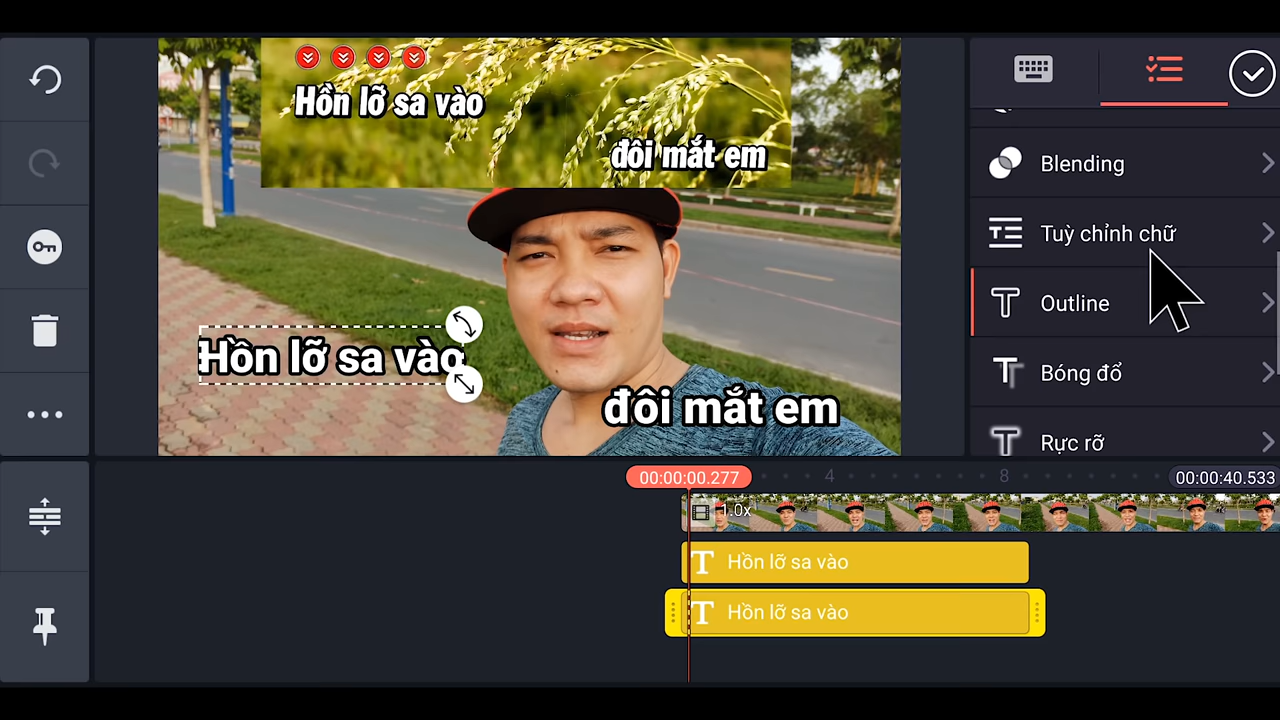 Hồn lỡ sa vào
đôi mắt em
Hồn lỡ sa vào
đôi mắt em
Blending
Tuỳ chỉnh chữ
Outline
Bóng đổ
Rực rỡ
00:00:00.277
4
8
00:00:40.533
1.0x
T Hồn lỡ sa vào
T Hồn lỡ sa vào